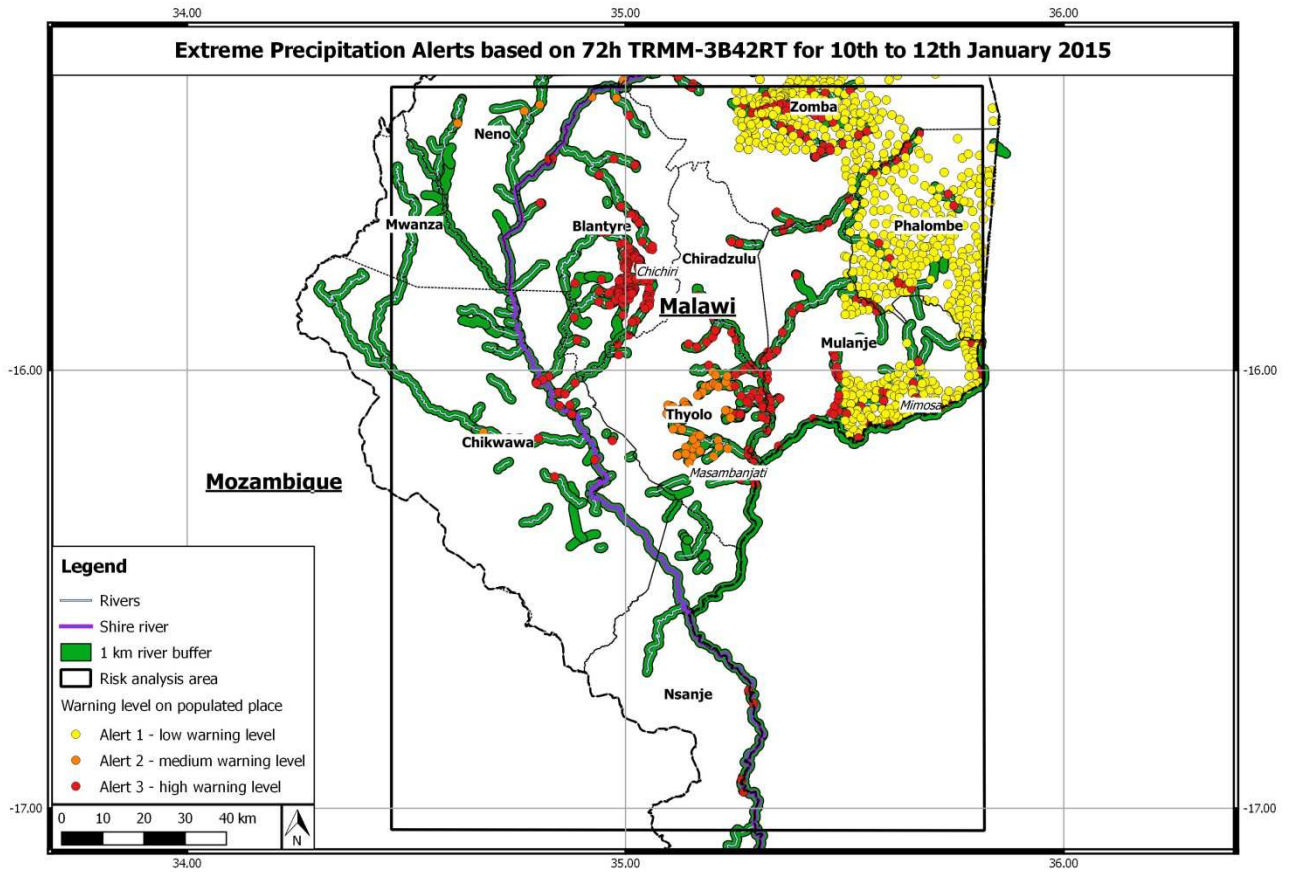 34.00
35.00
36.00
Extreme Precipitation Alerts based on 72h TRMM-3B42RT for 10th to 12th January 2015
Zomba
Neno
Mwanza
Blantyre
Phalombe
Chiradzulu
Chichiri
Malawi
Mulanje
-16.00
-16.00
Mimosa
Thyolo
Chikwawa
Masambanjati
Mozambique
Nsanje
Legend
Rivers
Shire river
1 km river buffer
Risk analysis area
Warning level on populated place
Alert 1 - low warning level
Alert 2 - medium warning level
Alert 3 - high warning level
-17.00
-17.00
0 10 20 30 40 km
N
34.00
35.00
36.00